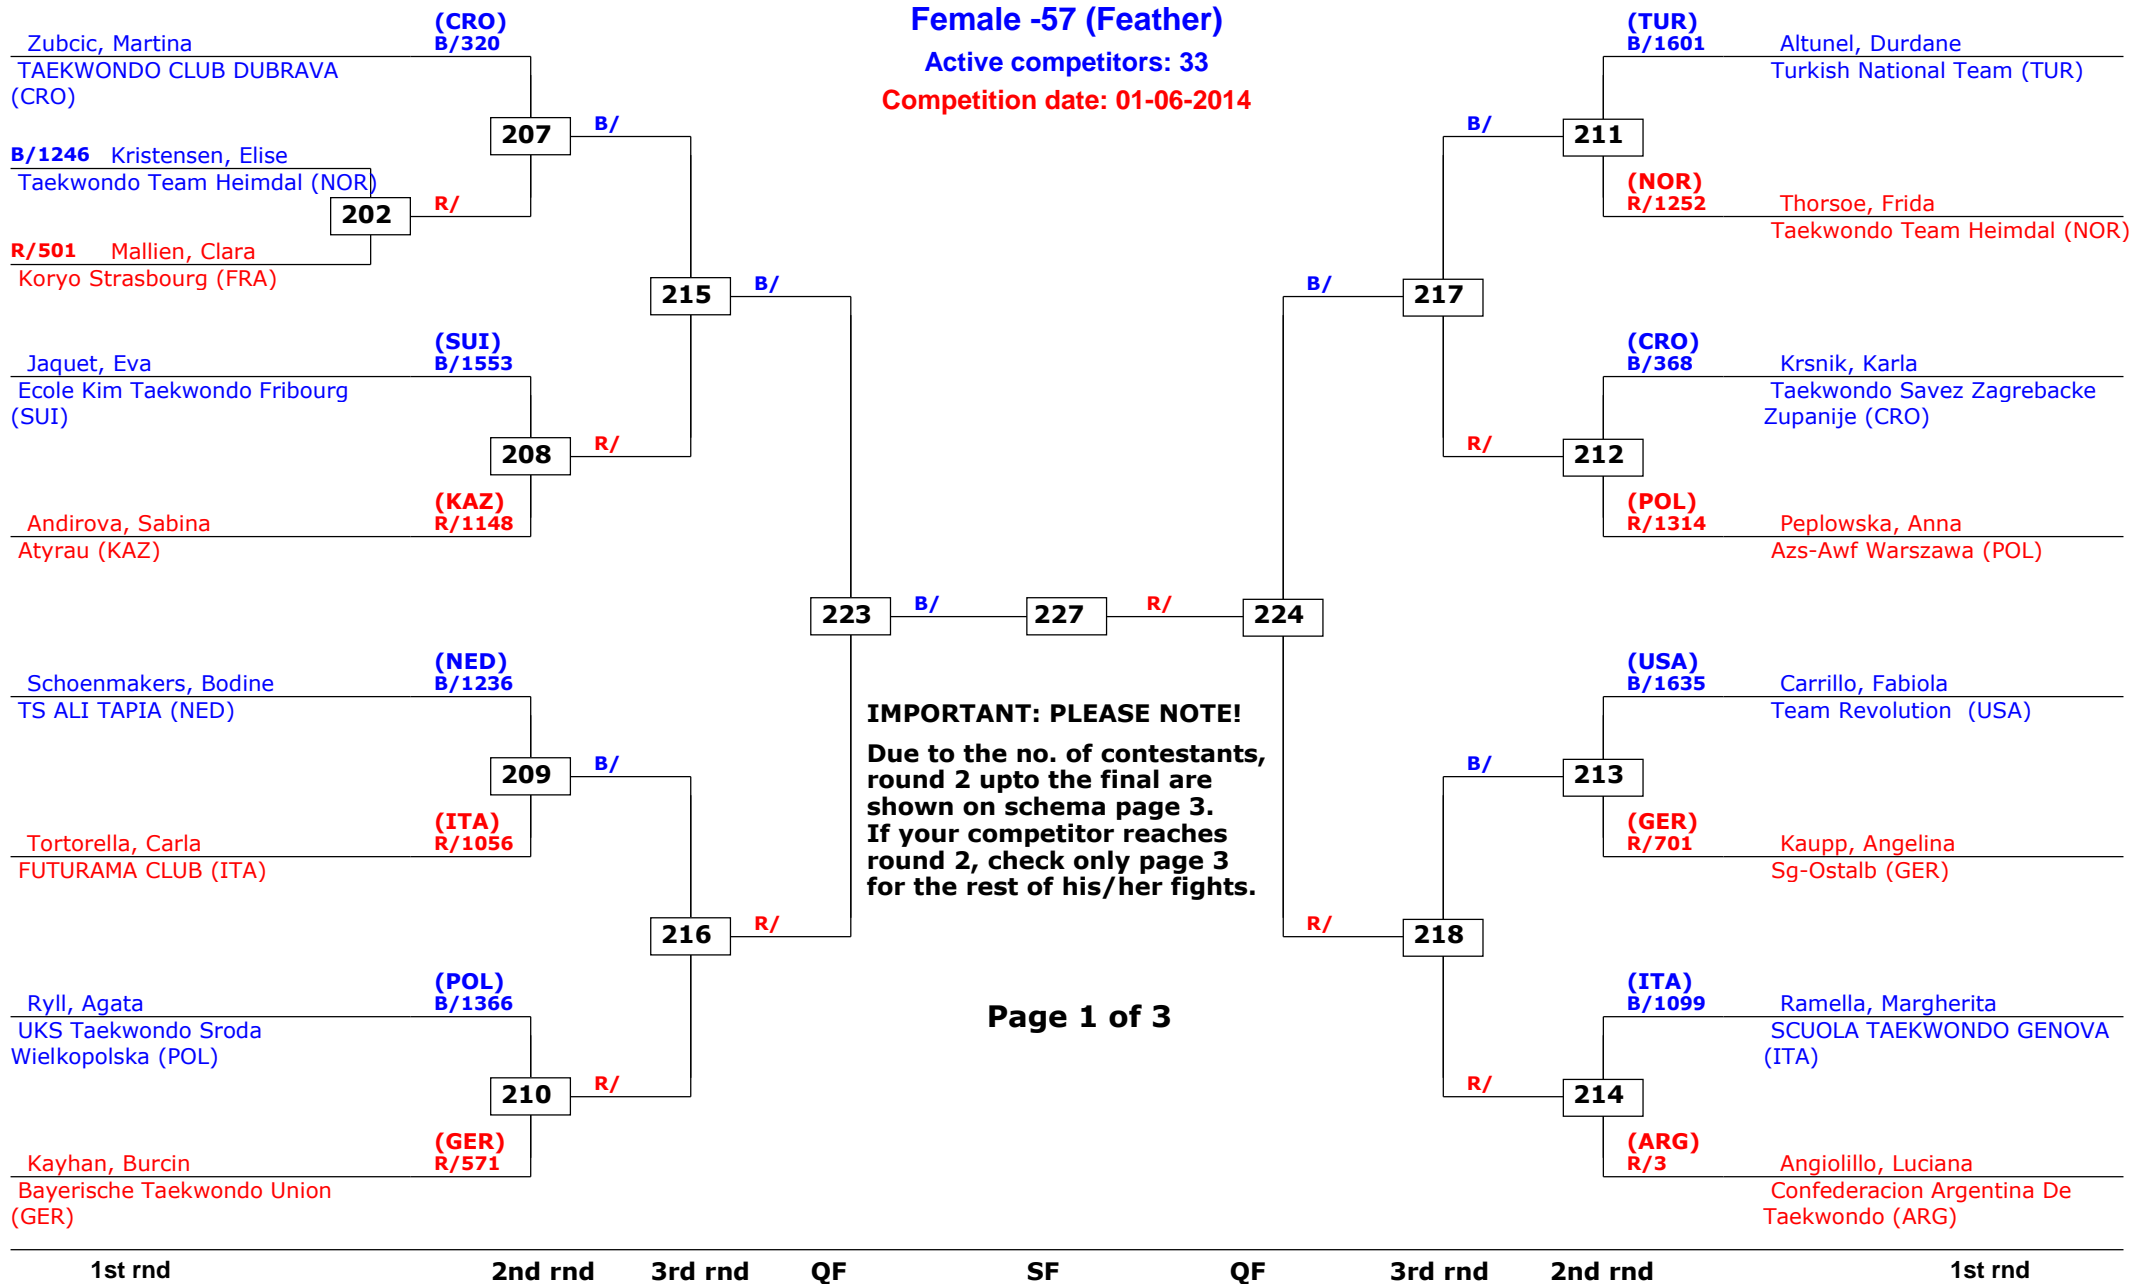 Female -57 (Feather)
Active competitors: 33
Competition date: 01-06-2014
(CRO)
Zubcic, Martina B/320
TAEKWONDO CLUB DUBRAVA
(CRO)
207 B/
B/1246 Kristensen, Elise
Taekwondo Team Heimdal (NOR)
202 R/
R/501 Mallien, Clara
Koryo Strasbourg (FRA)
215 B/
(SUI)
Jaquet, Eva B/1553
Ecole Kim Taekwondo Fribourg
(SUI)
208 R/
(KAZ)
Andirova, Sabina R/1148
Atyrau (KAZ)
223 B/ 227 R/ 224
(NED)
Schoenmakers, Bodine B/1236
TS ALI TAPIA (NED)
209 B/
(ITA)
Tortorella, Carla R/1056
FUTURAMA CLUB (ITA)
216 R/
(POL)
Ryll, Agata B/1366
UKS Taekwondo Sroda
Wielkopolska (POL)
210 R/
(GER)
Kayhan, Burcin R/571
Bayerische Taekwondo Union
(GER)
IMPORTANT: PLEASE NOTE!
Due to the no. of contestants,
round 2 upto the final are
shown on schema page 3.
If your competitor reaches
round 2, check only page 3
for the rest of his/her fights.
Page 1 of 3
(TUR)
B/1601 Altunel, Durdane
Turkish National Team (TUR)
B/ 211
(NOR)
R/1252 Thorsoe, Frida
Taekwondo Team Heimdal (NOR)
B/ 217
(CRO)
B/368 Krsnik, Karla
Taekwondo Savez Zagrebacke
Zupanije (CRO)
R/ 212
(POL)
R/1314 Peplowska, Anna
Azs-Awf Warszawa (POL)
(USA)
B/1635 Carrillo, Fabiola
Team Revolution (USA)
B/ 213
(GER)
R/701 Kaupp, Angelina
Sg-Ostalb (GER)
R/ 218
(ITA)
B/1099 Ramella, Margherita
SCUOLA TAEKWONDO GENOVA
(ITA)
R/ 214
(ARG)
R/3 Angiolillo, Luciana
Confederacion Argentina De
Taekwondo (ARG)
1st rnd 2nd rnd 3rd rnd QF SF QF 3rd rnd 2nd rnd 1st rnd